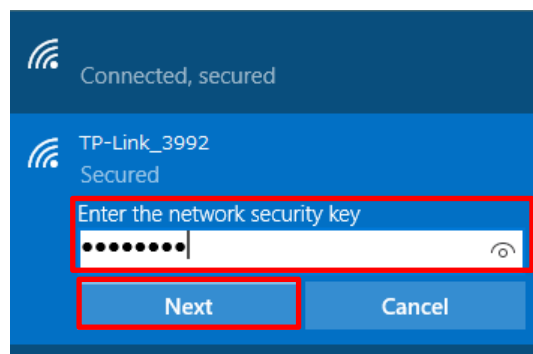 Connected, secured
TP-Link_3992
Secured
Enter the network security key
••••••••
Next Cancel